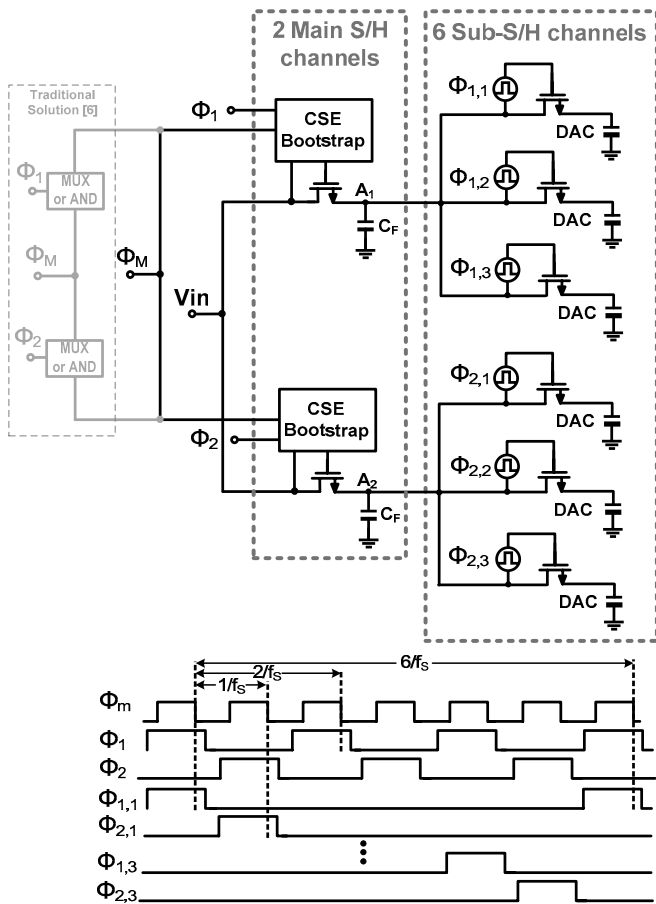 2 Main S/H
channels
6 Sub-S/H channels
Traditional
Solution [6]
Φ1
MUX
or AND
ΦM
Φ2
MUX
or AND
ΦM
Vin
Φ1
CSE
Bootstrap
A1
CF
Φ2
CSE
Bootstrap
A2
CF
Φ1,1
DAC
Φ1,2
DAC
Φ1,3
DAC
Φ2,1
DAC
Φ2,2
DAC
Φ2,3
DAC
6/fS
2/fS
1/fS
Φm
Φ1
Φ2
Φ1,1
Φ2,1
Φ1,3
Φ2,3